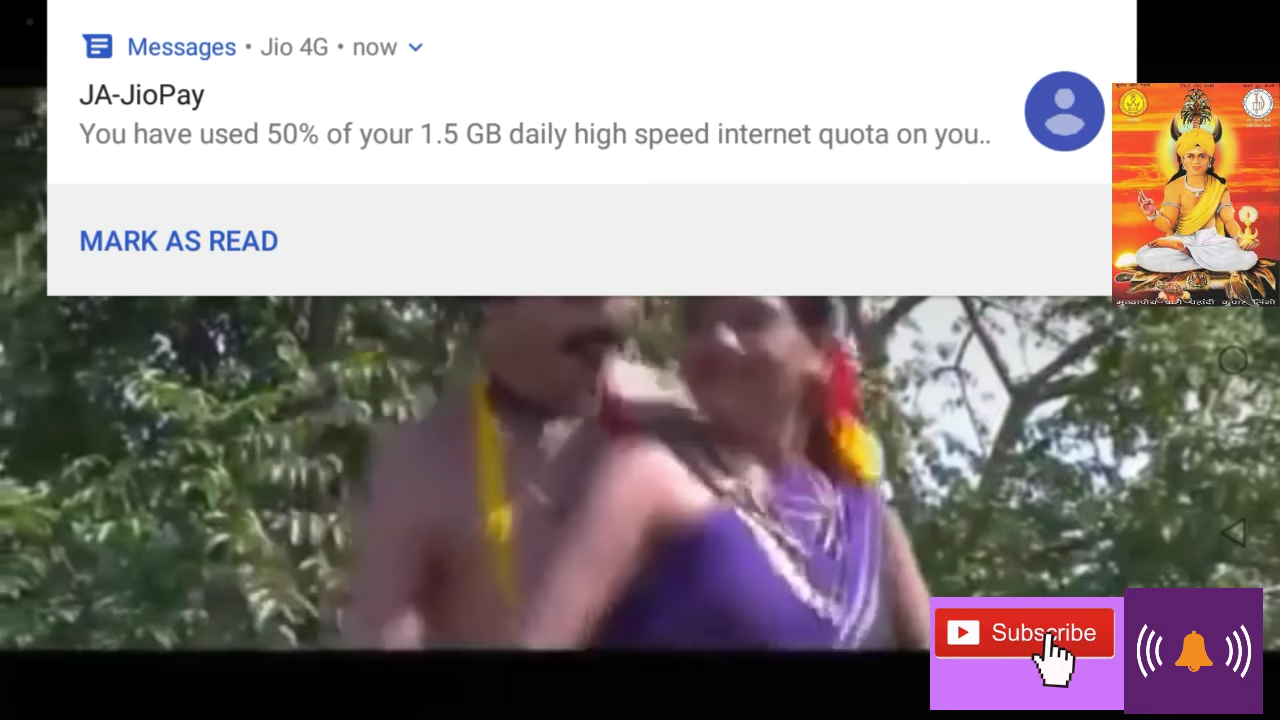 Messages • Jio 4G • now
JA-JioPay
You have used 50% of your 1.5 GB daily high speed internet quota on you..
MARK AS READ
Subscribe